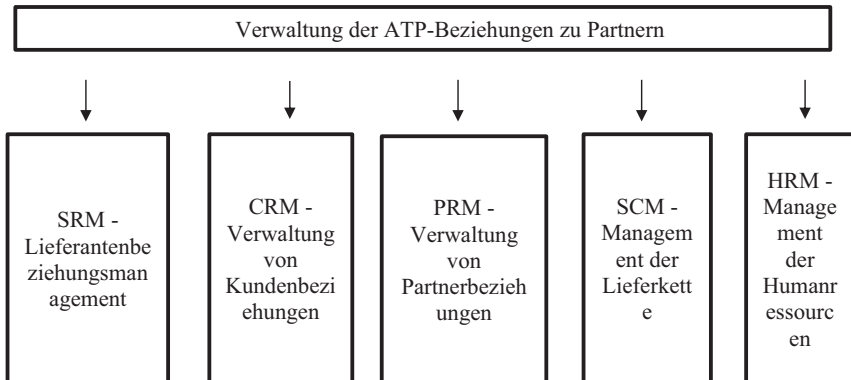 Verwaltung der ATP-Beziehungen zu Partnern
SRM -
Lieferantenbe
ziehungsman
agement
CRM -
Verwaltung
von
Kundenbezi
ehungen
PRM -
Verwaltung
von
Partnerbezieh
ungen
SCM -
Managem
ent der
Lieferkett
e
HRM -
Manage
ment
der
Humanr
essourc
en